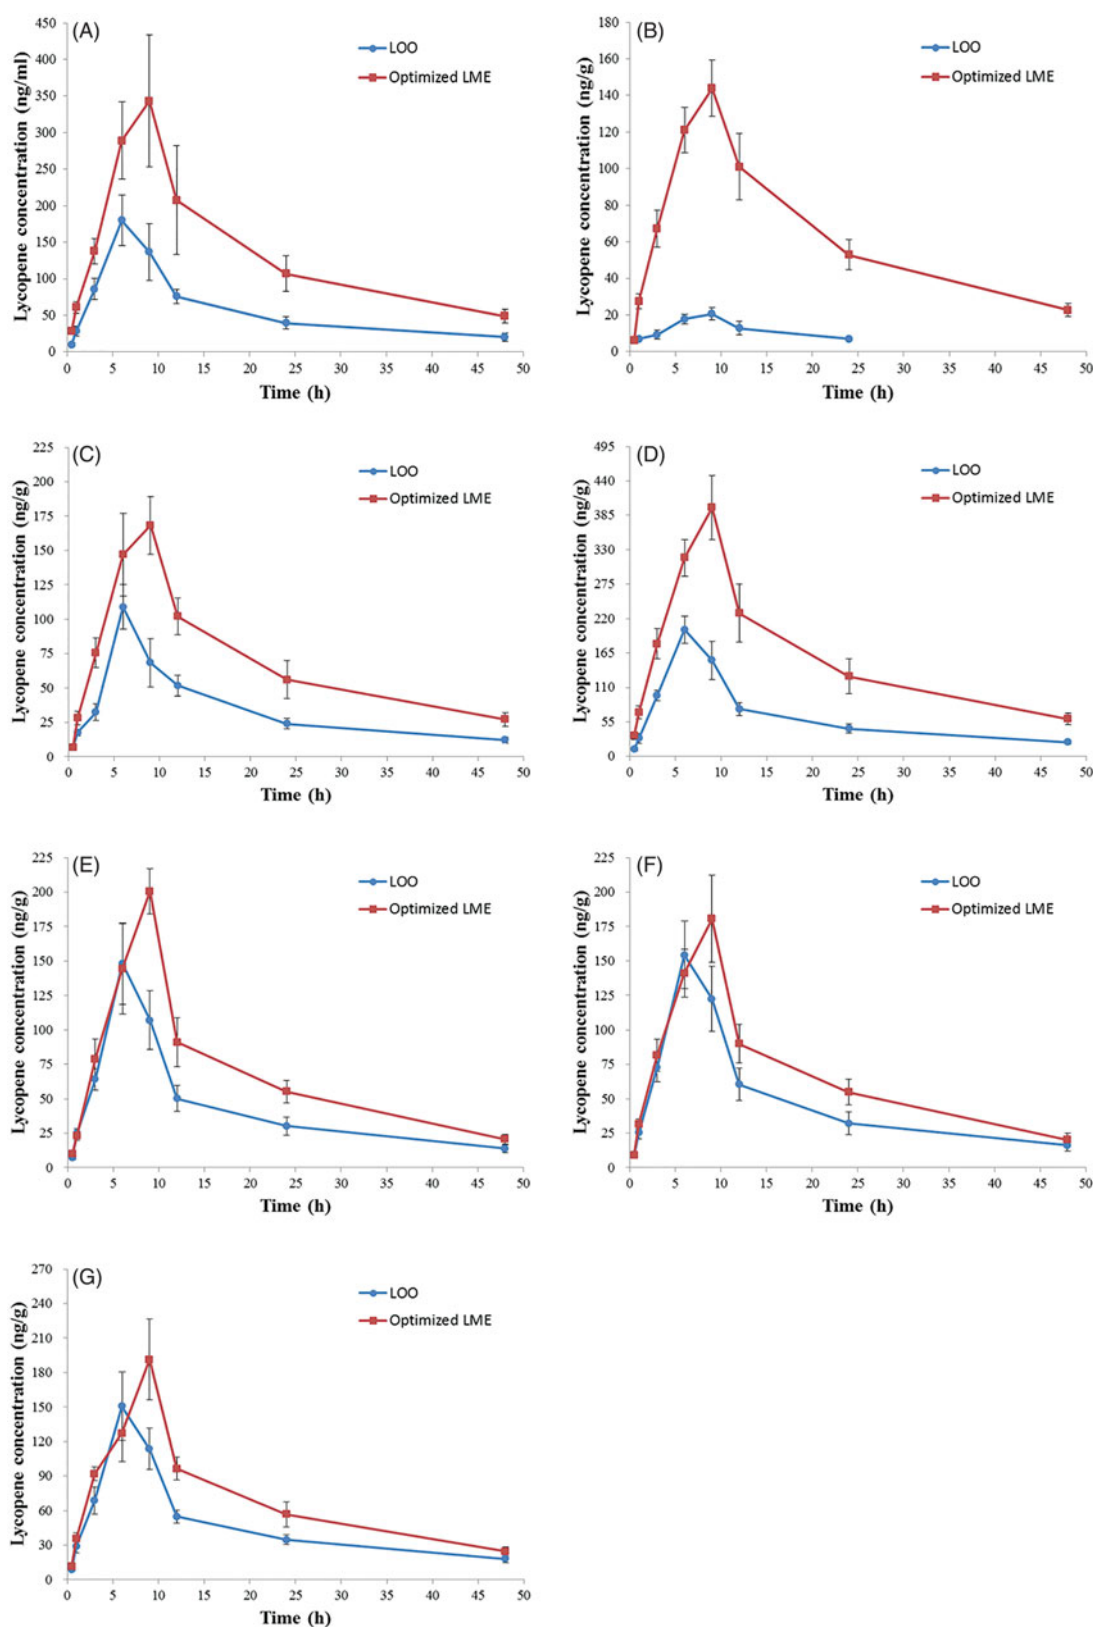 (A)
LOO
Optimized LME
Lycopene concentration (ng/ml)
450
400
350
300
250
200
150
100
50
0
0 5 10 15 20 25 30 35 40 45 50
Time (h)
(B)
LOO
Optimized LME
Lycopene concentration (ng/g)
180
160
140
120
100
80
60
40
20
0
0 5 10 15 20 25 30 35 40 45 50
Time (h)
(C)
LOO
Optimized LME
Lycopene concentration (ng/g)
225
200
175
150
125
100
75
50
25
0
0 5 10 15 20 25 30 35 40 45 50
Time (h)
(D)
LOO
Optimized LME
Lycopene concentration (ng/g)
495
440
385
330
275
220
165
110
55
0
0 5 10 15 20 25 30 35 40 45 50
Time (h)
(E)
LOO
Optimized LME
Lycopene concentration (ng/g)
225
200
175
150
125
100
75
50
25
0
0 5 10 15 20 25 30 35 40 45 50
Time (h)
(F)
LOO
Optimized LME
Lycopene concentration (ng/g)
225
200
175
150
125
100
75
50
25
0
0 5 10 15 20 25 30 35 40 45 50
Time (h)
(G)
LOO
Optimized LME
Lycopene concentration (ng/g)
270
240
210
180
150
120
90
60
30
0
0 5 10 15 20 25 30 35 40 45 50
Time (h)